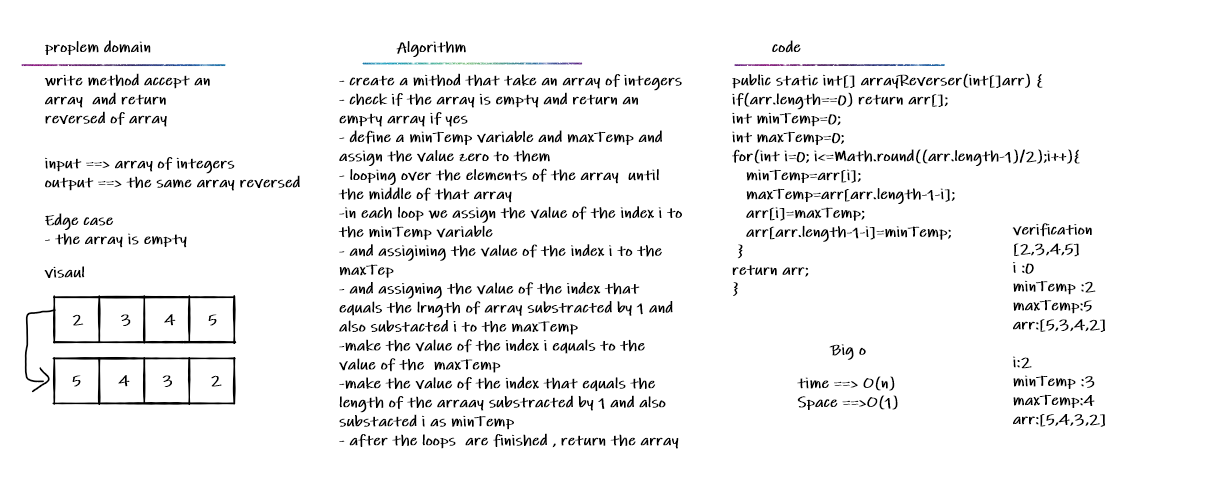 proplem domain
write method accept an
array and return
reversed of array
input ==> array of integers
output ==> the same array reversed
Edge case
- the array is empty
visaul
2 3 4 5
5 4 3 2
Algorithm
- create a mithod that take an array of integers
- check if the array is empty and return an
empty array if yes
- define a minTemp variable and maxTemp and
assign the value zero to them
- looping over the elements of the array until
the middle of that array
-in each loop we assign the value of the index i to
the minTemp variable
- and assigining the value of the index i to the
maxTep
- and assigning the value of the index that
equals the lrngth of array substracted by 1 and
also substacted i to the maxTemp
-make the value of the index i equals to the
value of the maxTemp
-make the value of the index that equals the
length of the arraay substracted by 1 and also
substacted i as minTemp
- after the loops are finished , return the array
code
public static int[] arrayReverser(int[]arr) {
if(arr.length==0) return arr[];
int minTemp=0;
int maxTemp=0;
for(int i=0; i<=Math.round((arr.length-1)/2);i++){
minTemp=arr[i];
maxTemp=arr[arr.length-1-i];
arr[i]=maxTemp;
arr[arr.length-1-i]=minTemp;
}
return arr;
}
Big o
time ==> O(n)
Space ==>O(1)
verification
[2,3,4,5]
i :0
minTemp :2
maxTemp:5
arr:[5,3,4,2]
i:2
minTemp :3
maxTemp:4
arr:[5,4,3,2]